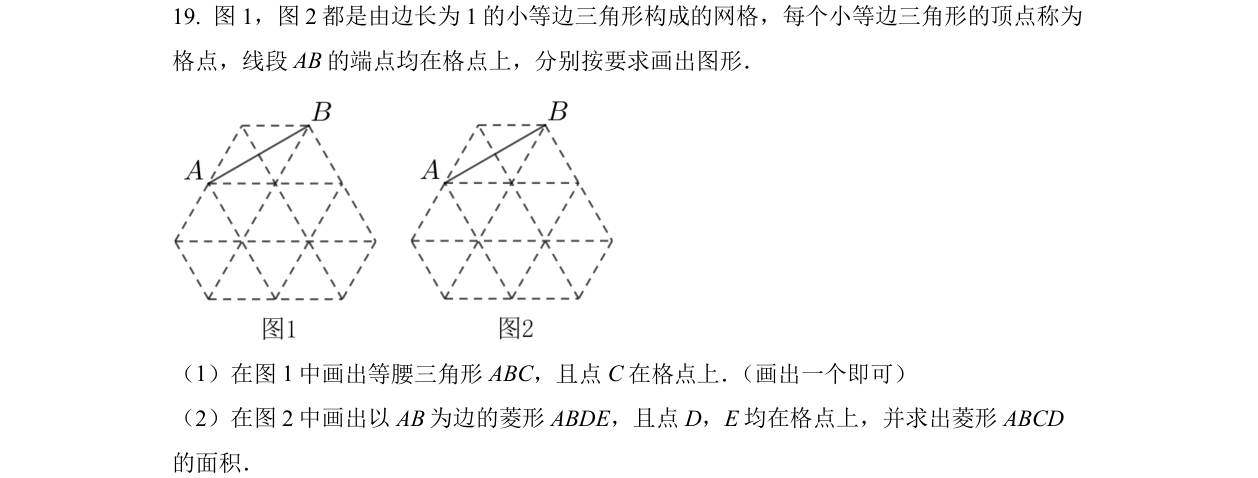 19. 图 1，图 2 都是由边长为 1 的小等边三角形构成的网格，每个小等边三角形的顶点称为
格点，线段 AB 的端点均在格点上，分别按要求画出图形．
B
A
图1
B
A
图2
（1）在图 1 中画出等腰三角形 ABC，且点 C 在格点上．（画出一个即可）
（2）在图 2 中画出以 AB 为边的菱形 ABDE，且点 D，E 均在格点上，并求出菱形 ABCD
的面积．